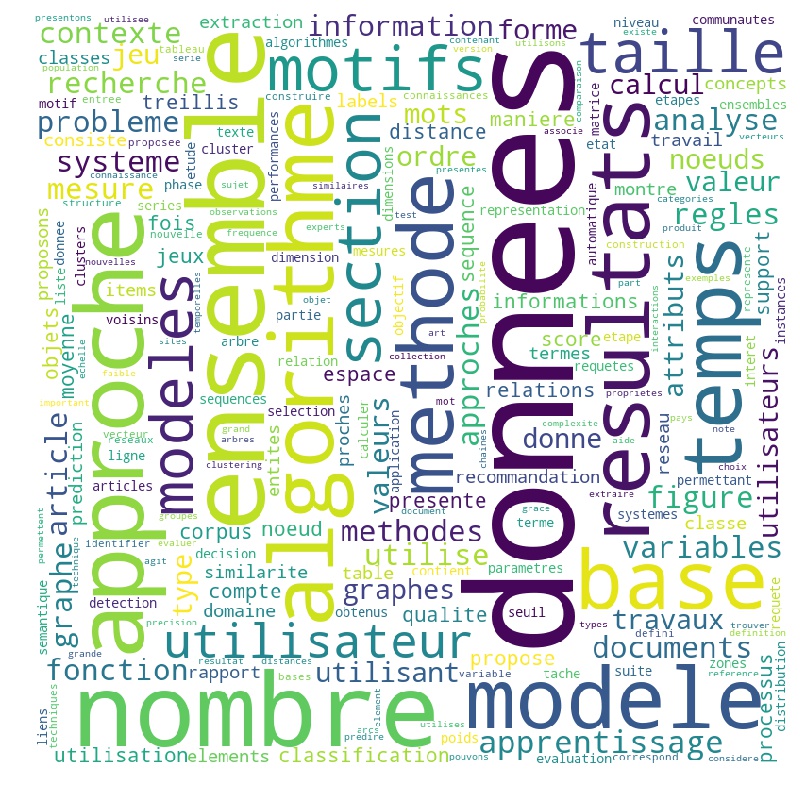 presentons
utilisee
contexte
classes
jeu
tableau
serie
extraction
algorithmes
information
forme
version
contenant
utilisons
existe
niveau
communautes
taille
population
recherche
motifs
connaissances
calcul
concepts
motif
entree
treillis
construire
labels
comparaison
matrice
etapes
ensembles
probleme
proposee
texte
mots
maniere
analyse
consiste
etude
cluster
performances
distance
associe
etat
travail
vecteurs
systeme
connaissance
phase
sujet
similaires
ordre
presentes
noeuds
mesure
structure
series
observations
experts
dimensions
representation
automatique
montre
categories
valeur
fois
nouvelle
frequence
test
sequence
regles
proposons
liste
donnee
clusters
nouvelles
jeux
dimension
mesures
construction
produit
support
objets
items
temporelles
objet
objectif
partie
informations
part
interactions
attributs
exemples
represente
interet
instances
moyenne
voisins
arbre
art
probabilite
score
etape
echelle
sites
relation
espace
collection
approches
termes
requetes
faible
sequences
selection
proches
calculer
mot
relations
proprietes
important
grand
valeurs
application
complexite
pays
note
article
vecteur
reseaux
arbres
donne
aide
reseau
utilisateurs
prediction
ligne
clustering
entites
chaines
recommandation
permettant
choix
articles
groupes
document
presente
extraire
figure
approche
modeles
ensemble
algorithme
section
methode
donnees
resultats
temps
graphe
corpus
noeud
methodes
grace
terme
systemes
classe
recuete
permettent
identifier
evaluer
decision
utilise
variables
technique
agit
type
similarite
table
contient
parametres
base
semantique
detection
compte
graphes
precision
domaine
obtenus
qualite
seuil
types
travaux
trouver
definition
grande
utilisateur
defini
documents
resultat
distances
propose
fonction
rapport
utilisant
variable
tache
suite
zones
reference
processus
distribution
bases
element
nombre
modele
liens
techniques
arcs
predire
utilises
poids
apprentissage
utilisation
elements
classification
pouvons
evaluation
correspond
considere